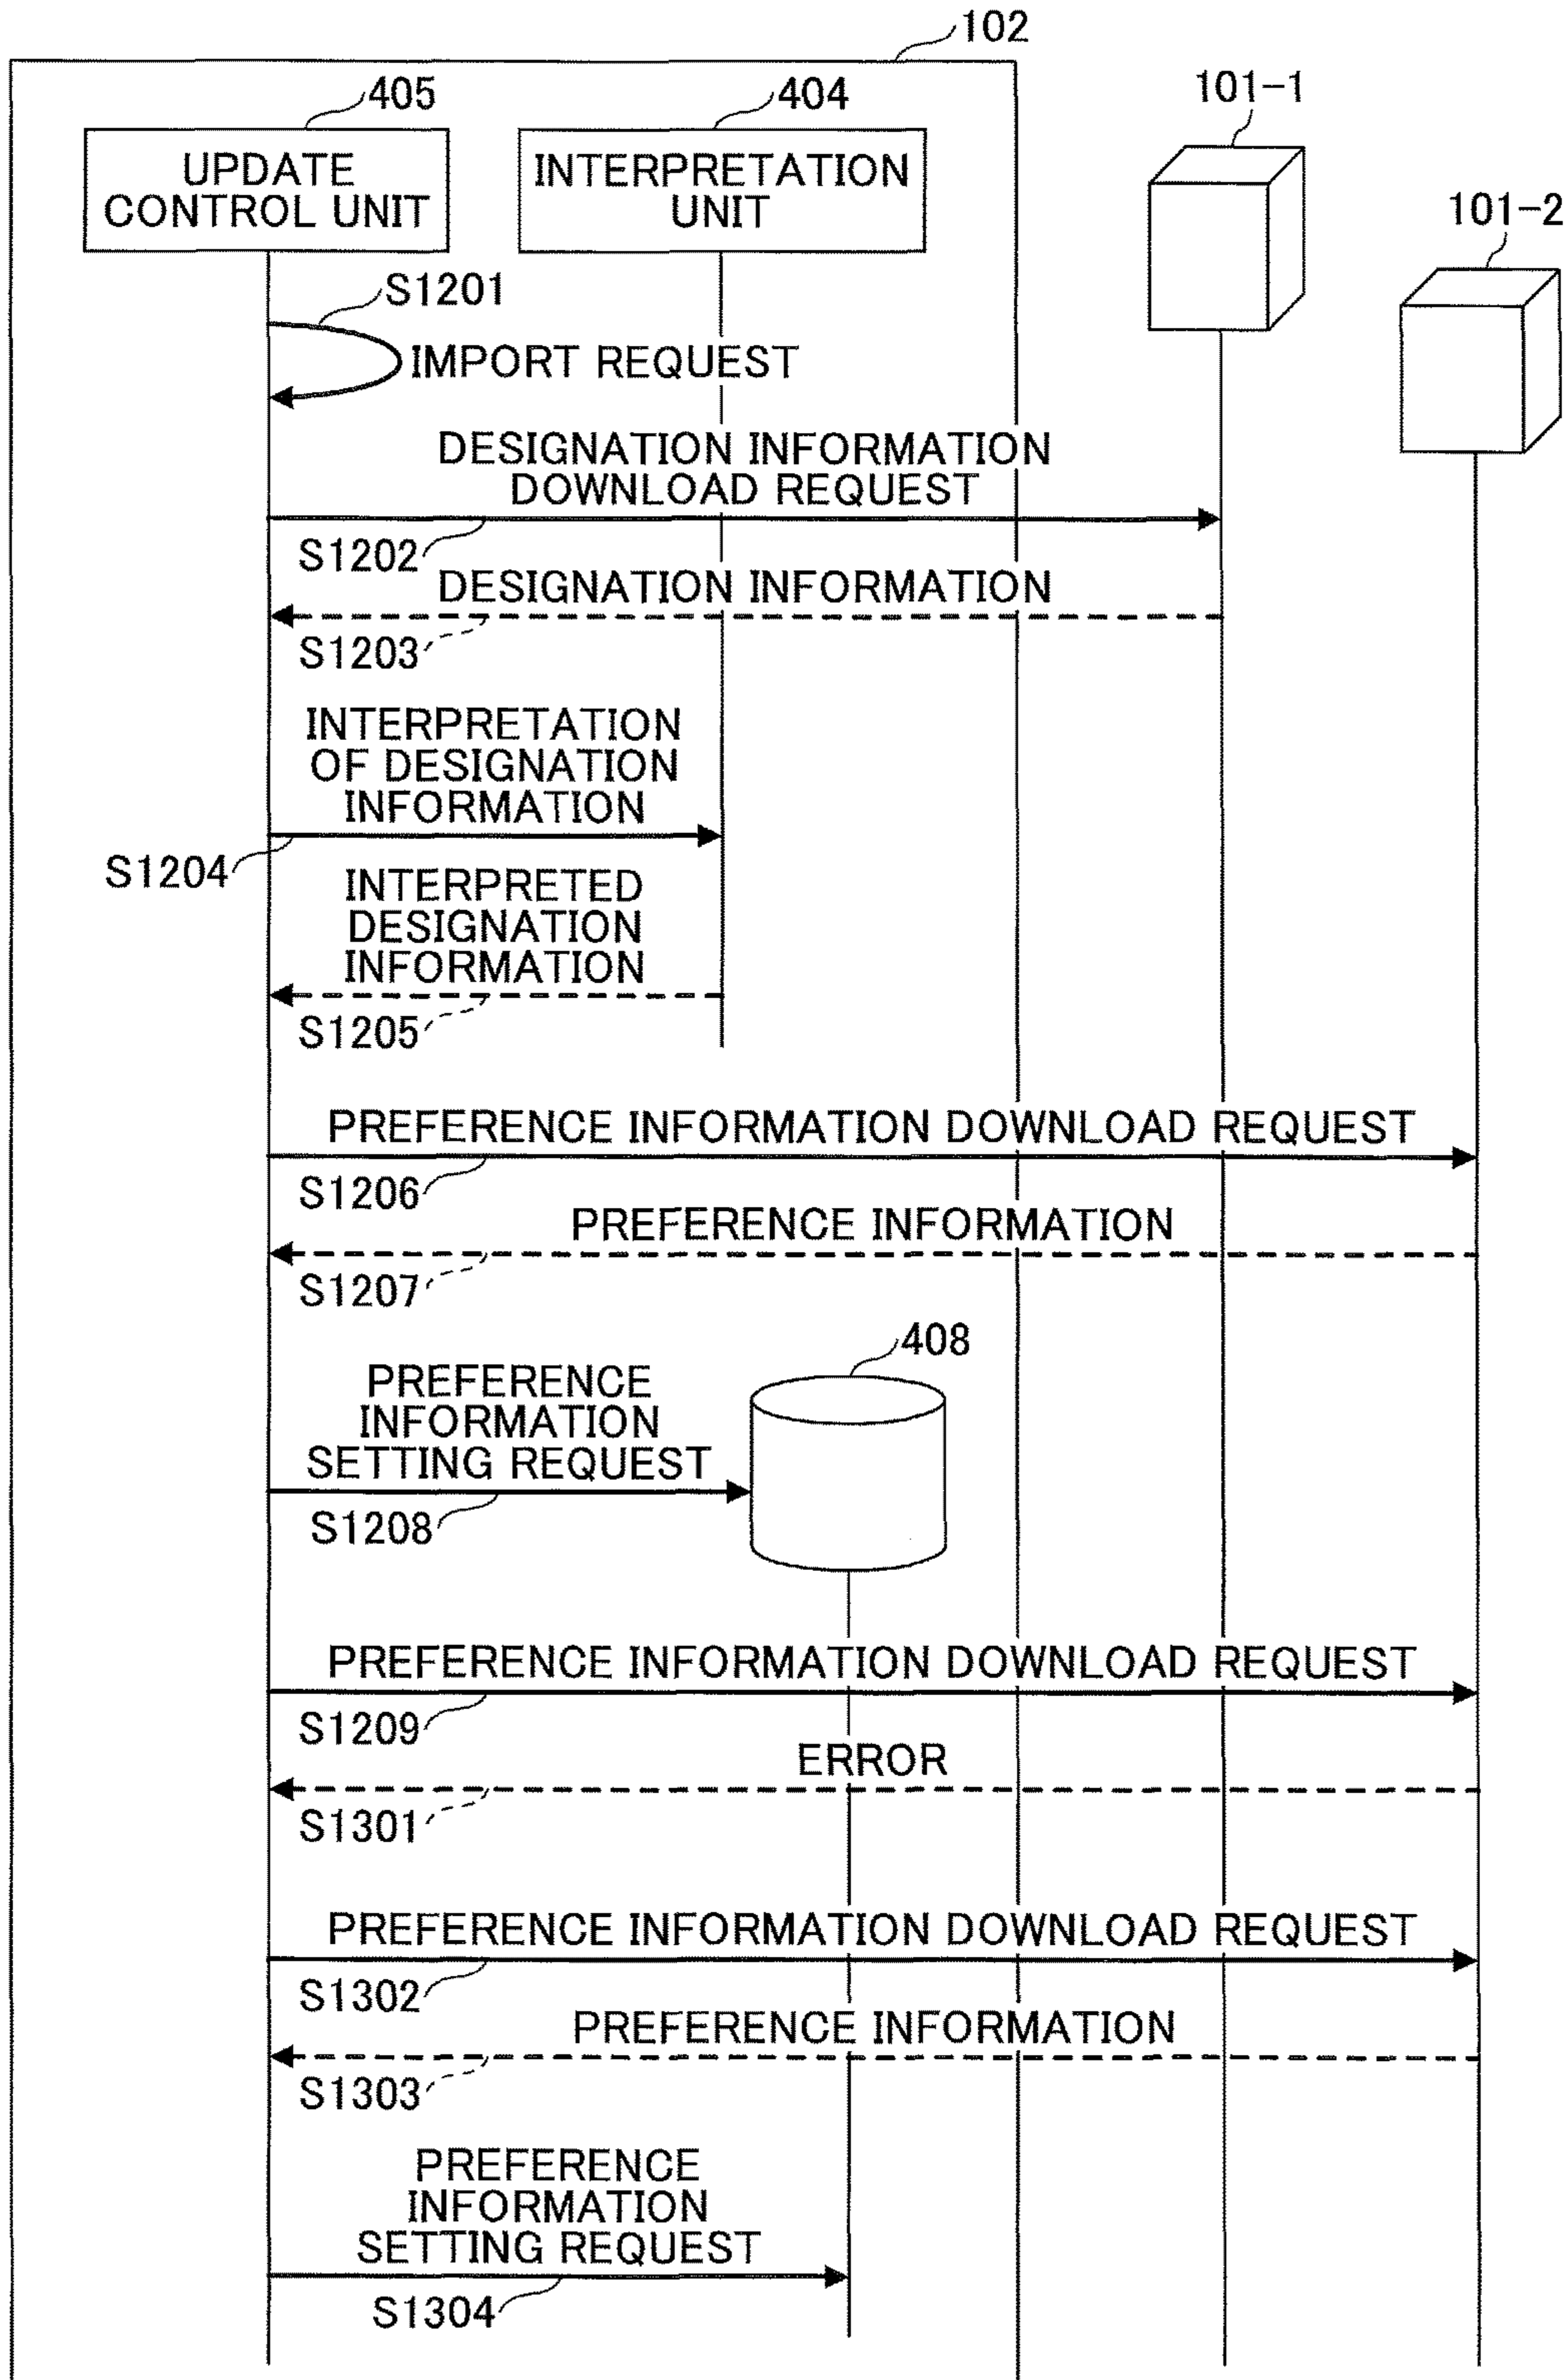 102
405
404
101-1
UPDATE
CONTROL UNIT
INTERPRETATION
UNIT
101-2
S1201
IMPORT REQUEST
DESIGNATION INFORMATION
DOWNLOAD REQUEST
S1202
DESIGNATION INFORMATION
S1203
INTERPRETATION
OF DESIGNATION
INFORMATION
S1204
INTERPRETED
DESIGNATION
INFORMATION
S1205
PREFERENCE INFORMATION DOWNLOAD REQUEST
S1206
PREFERENCE INFORMATION
S1207
408
PREFERENCE
INFORMATION
SETTING REQUEST
S1208
PREFERENCE INFORMATION DOWNLOAD REQUEST
S1209
ERROR
S1301
PREFERENCE INFORMATION DOWNLOAD REQUEST
S1302
PREFERENCE INFORMATION
S1303
PREFERENCE
INFORMATION
SETTING REQUEST
S1304